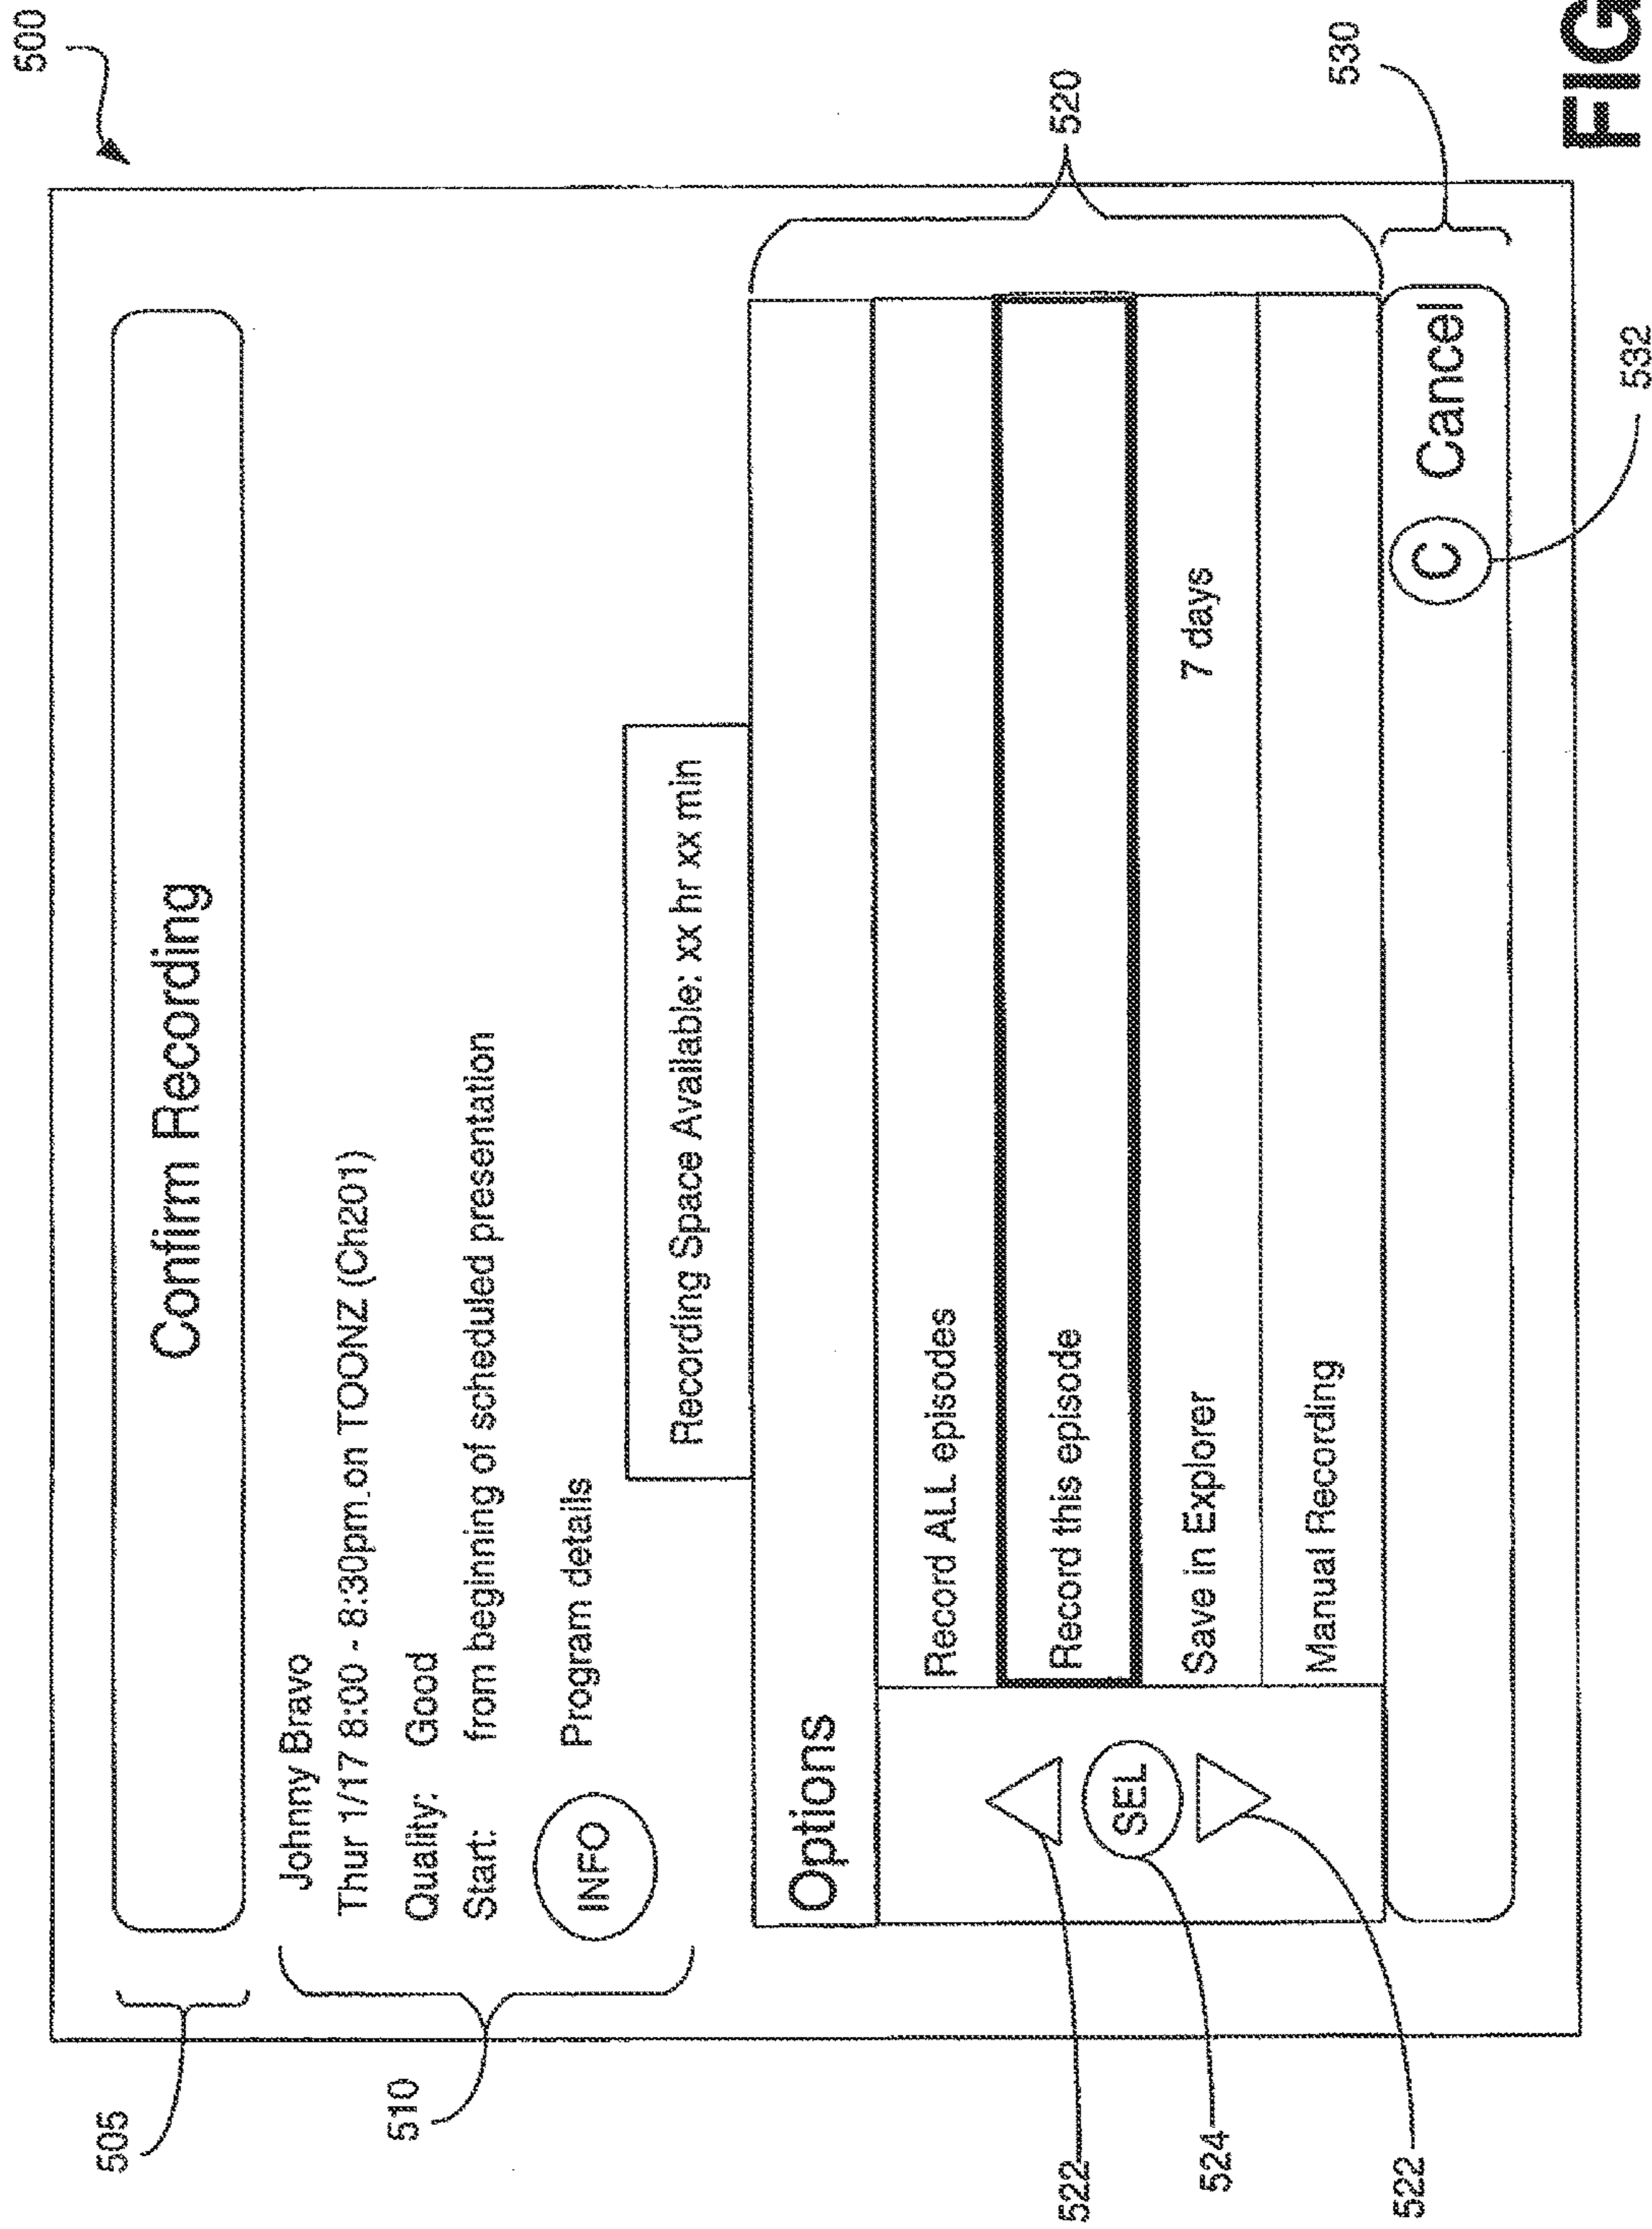 500
505
Confirm Recording
510
Johnny Bravo
Thur 1/17 8:00 - 8:30pm on TOONZ (Ch201)
Quality: Good
Start: from beginning of scheduled presentation
INFO Program details
Recording Space Available: xx hr xx min
520
Options
Record ALL episodes
522
Record this episode
524
SEL
Save in Explorer 7 days
522
Manual Recording
530
C Cancel
532
FIG